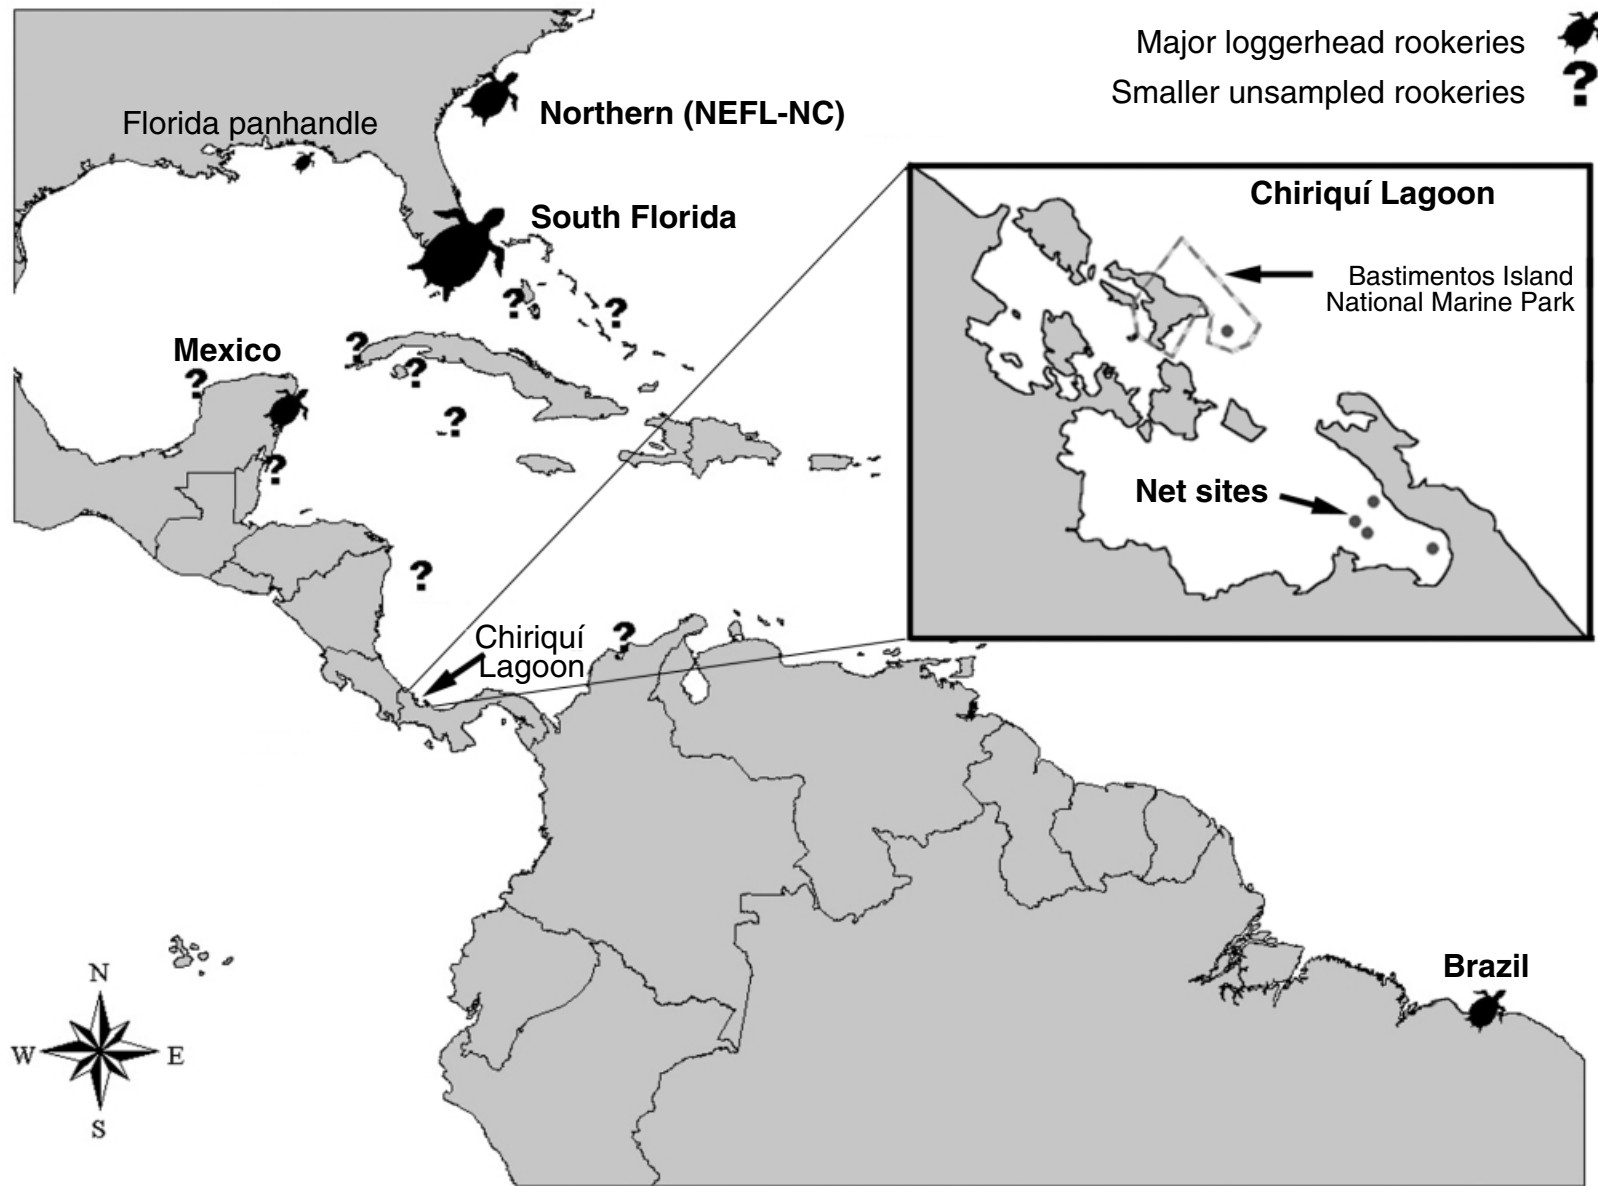 Major loggerhead rookeries
Smaller unsampled rookeries ?
Northern (NEFL-NC)
Florida panhandle
South Florida
Chiriquí Lagoon
Bastimentos Island
National Marine Park
? ?
Mexico
?
?
?
?
?
Net sites
?
Chiriquí
Lagoon
?
Brazil
N
W E
S